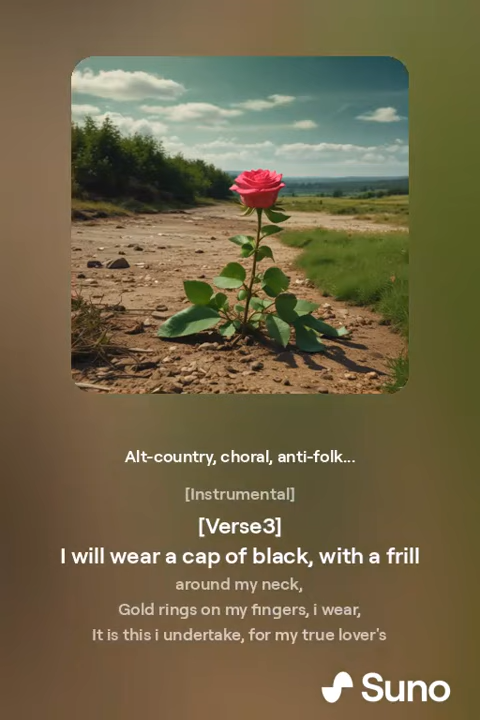 Alt-country, choral, anti-folk...
[Instrumental]
[Verse3]
I will wear a cap of black, with a frill
around my neck,
Gold rings on my fingers, i wear,
It is this i undertake, for my true lover's
Suno